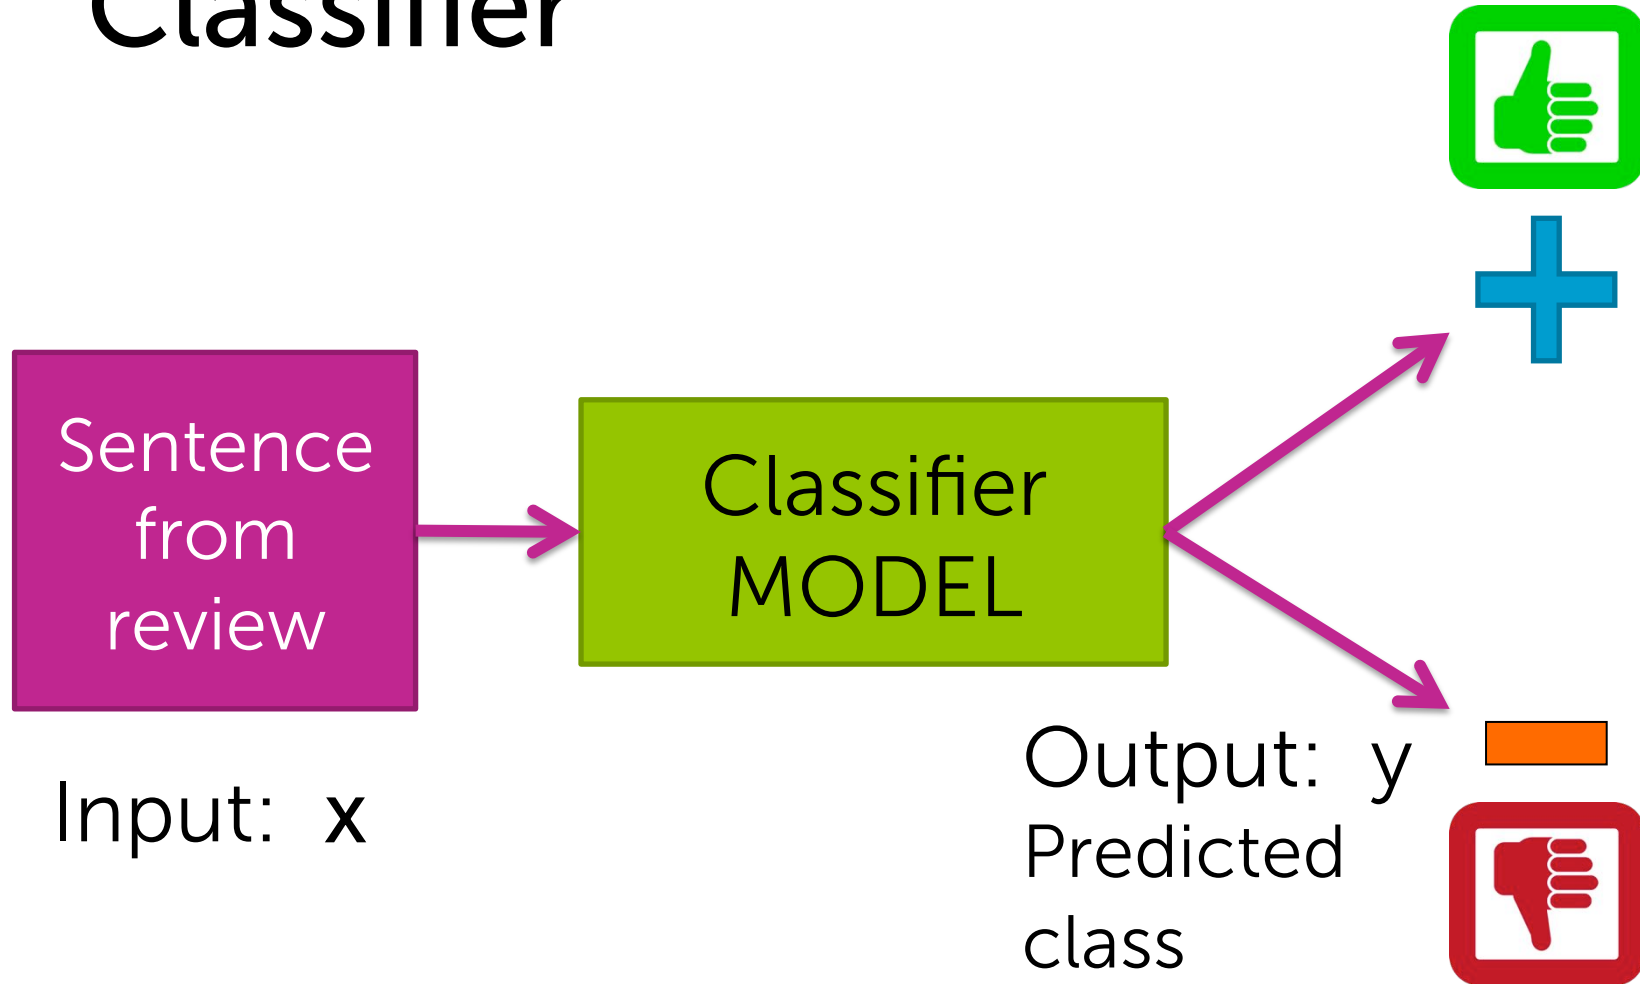 Classifier
Sentence
from
review
Classifier
MODEL
Input: x
Output: y
Predicted
class